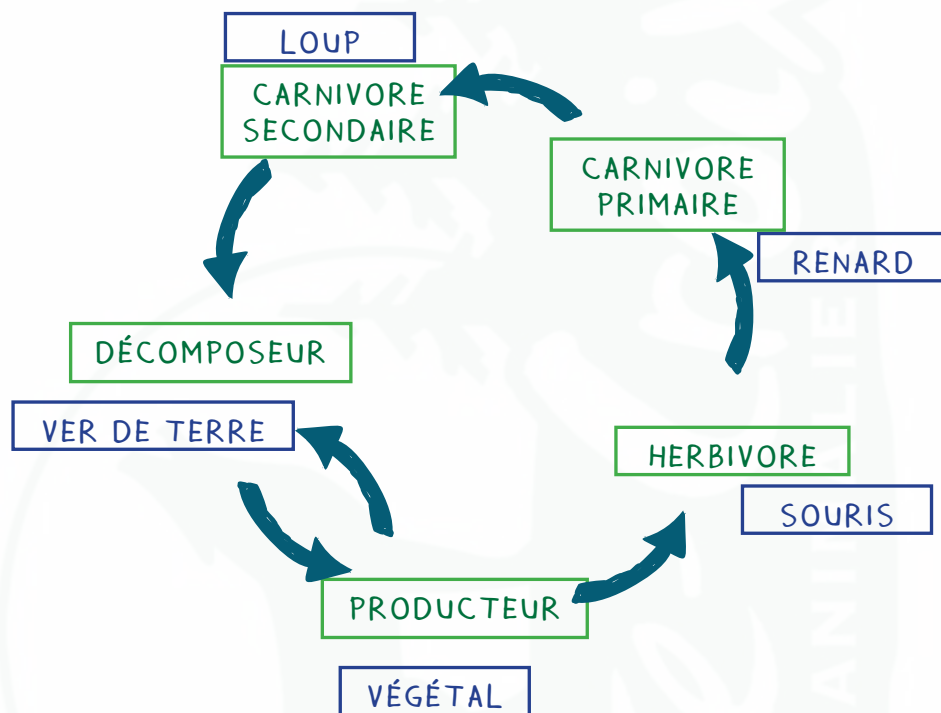 LOUP
CARNIVORE
SECONDAIRE
CARNIVORE
PRIMAIRE
RENARD
DÉCOMPOSEUR
VER DE TERRE
HERBIVORE
SOURIS
PRODUCTEUR
VÉGÉTAL